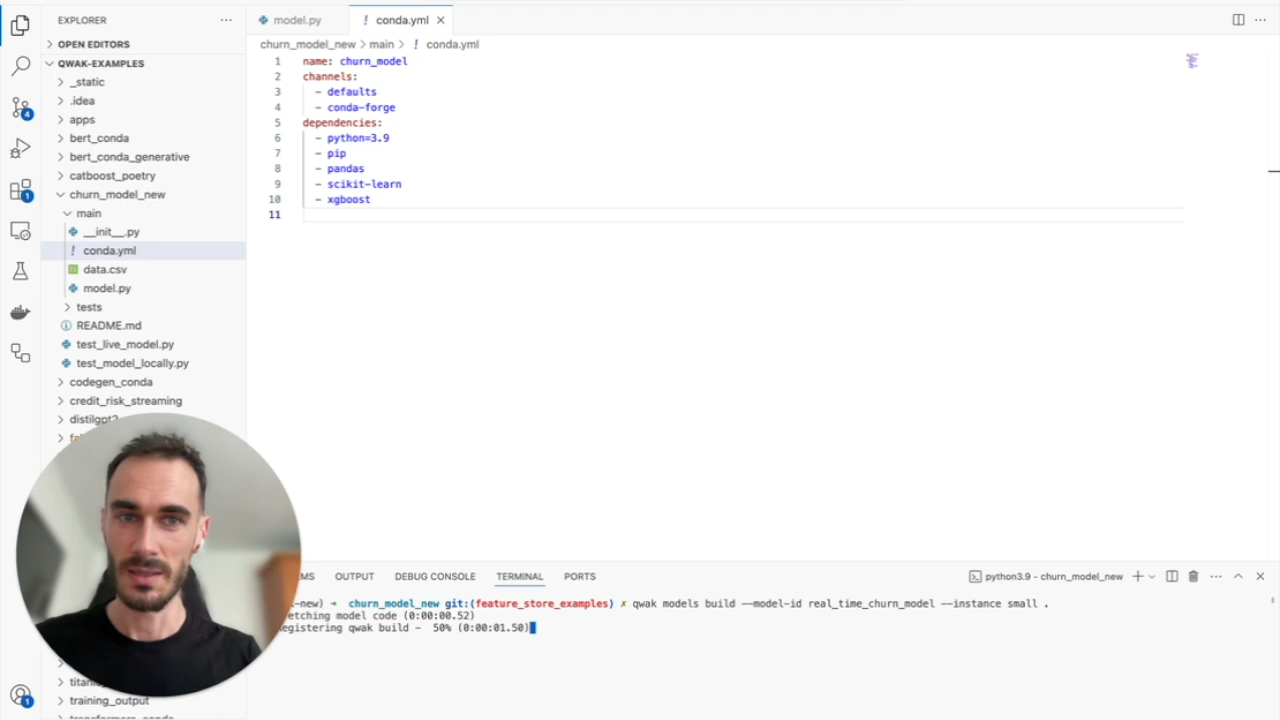 EXPLORER
OPEN EDITORS
QWAK-EXAMPLES
_static
.idea
apps
bert_conda
bert_conda_generative
catboost_poetry
churn_model_new
main
__init__.py
! conda.yml
data.csv
model.py
tests
README.md
test_live_model.py
test_model_locally.py
codegen_conda
credit_risk_streaming
distilgpt2
training_output
4
1
1
model.py
! conda.yml
churn_model_new > main > ! conda.yml
1 name: churn_model
2 channels:
3 - defaults
4 - conda-forge
5 dependencies:
6 - python=3.9
7 - pip
8 - pandas
9 - scikit-learn
10 - xgboost
11
OUTPUT
DEBUG CONSOLE
TERMINAL
PORTS
python3.9 - churn_model_new
-new) → churn_model_new git:(feature_store_examples) ✗ qwak models build --model-id real_time_churn_model --instance small .
etching model code (0:00:00.52)
egistering qwak build - 50% (0:00:01.50)